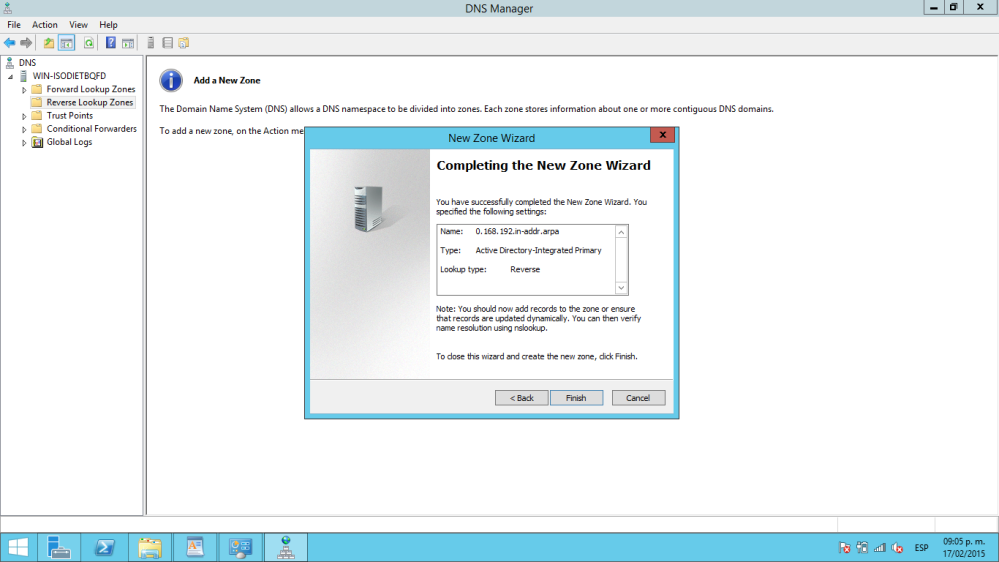 DNS Manager
File Action View Help
DNS
WIN-ISODIETBQFD
Forward Lookup Zones
Reverse Lookup Zones
Trust Points
Conditional Forwarders
Global Logs
Add a New Zone
The Domain Name System (DNS) allows a DNS namespace to be divided into zones. Each zone stores information about one or more contiguous DNS domains.
To add a new zone, on the Action me
New Zone Wizard
x
Completing the New Zone Wizard
You have successfully completed the New Zone Wizard. You
specified the following settings:
Name: 0.168.192.in-addr.arpa
Type: Active Directory-Integrated Primary
Lookup type: Reverse
Note: You should now add records to the zone or ensure
that records are updated dynamically. You can then verify
name resolution using nslookup.
To close this wizard and create the new zone, click Finish.
< Back Finish Cancel
ESP
09:05 p. m.
17/02/2015